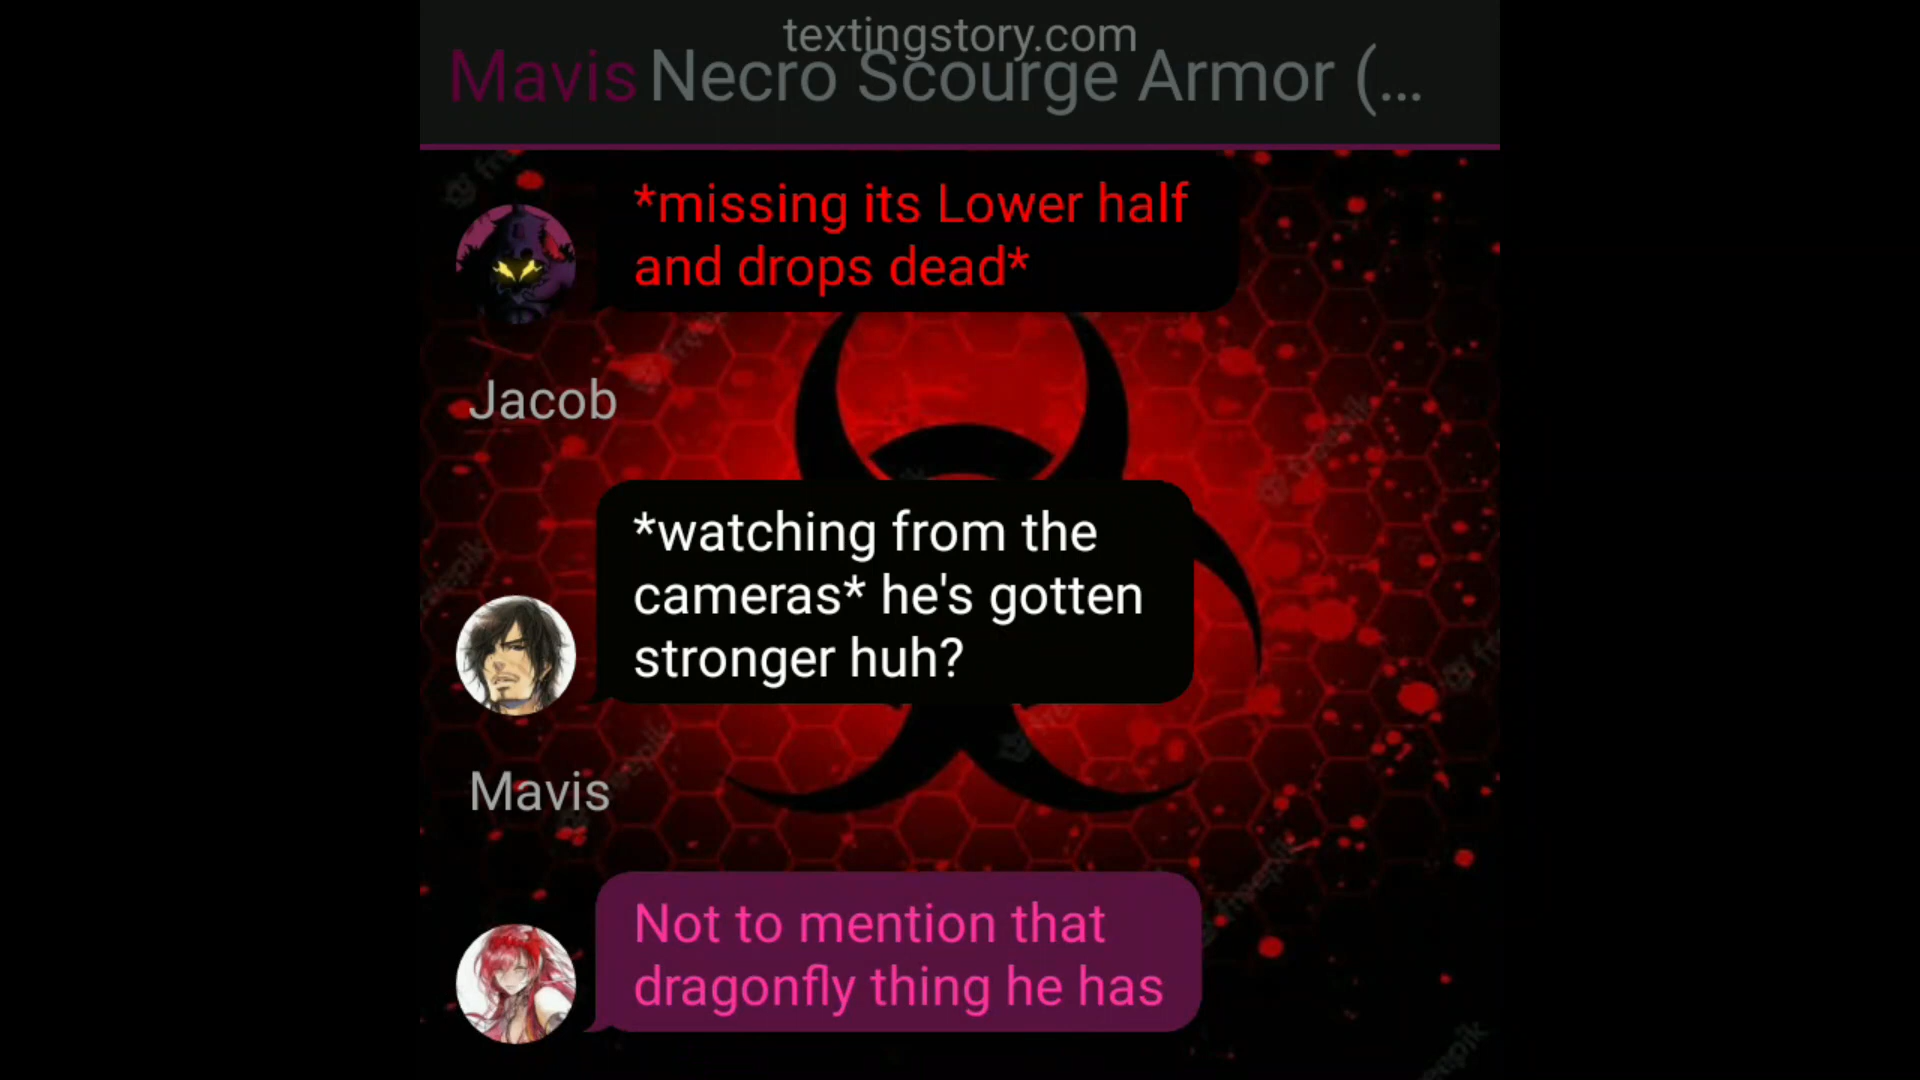 textingstory.com
Mavis Necro Scourge Armor (...
*missing its Lower half
and drops dead*
Jacob
*watching from the
cameras* he's gotten
stronger huh?
Mavis
Not to mention that
dragonfly thing he has
freepik